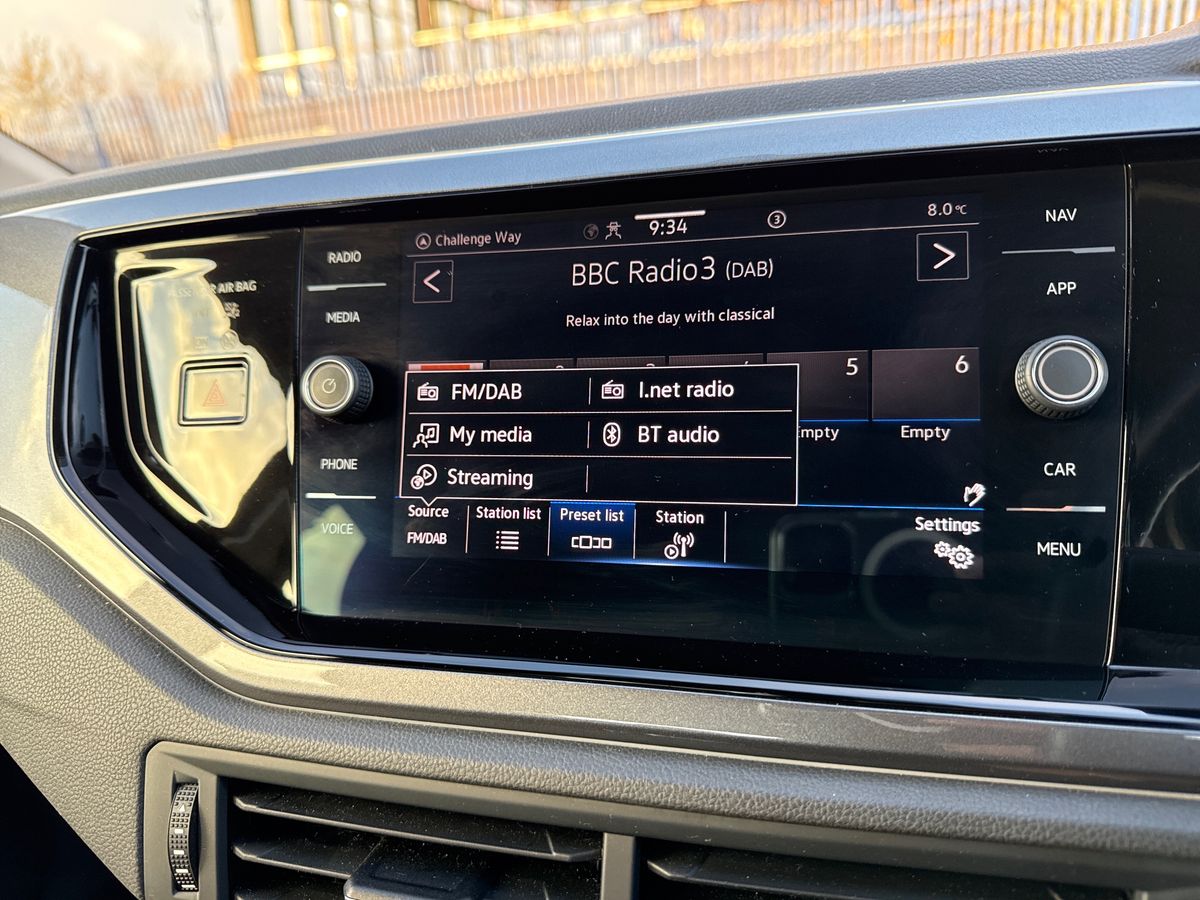 NAV
APP
CAR
MENU
RADIO
MEDIA
PHONE
VOICE
AIR BAG
Challenge Way
9:34
3
8.0°C
<
BBC Radio3 (DAB)
>
Relax into the day with classical
5
6
Empty
FM/DAB
I.net radio
My media
BT audio
Streaming
Source
FM/DAB
Station list
Preset list
Station
Settings